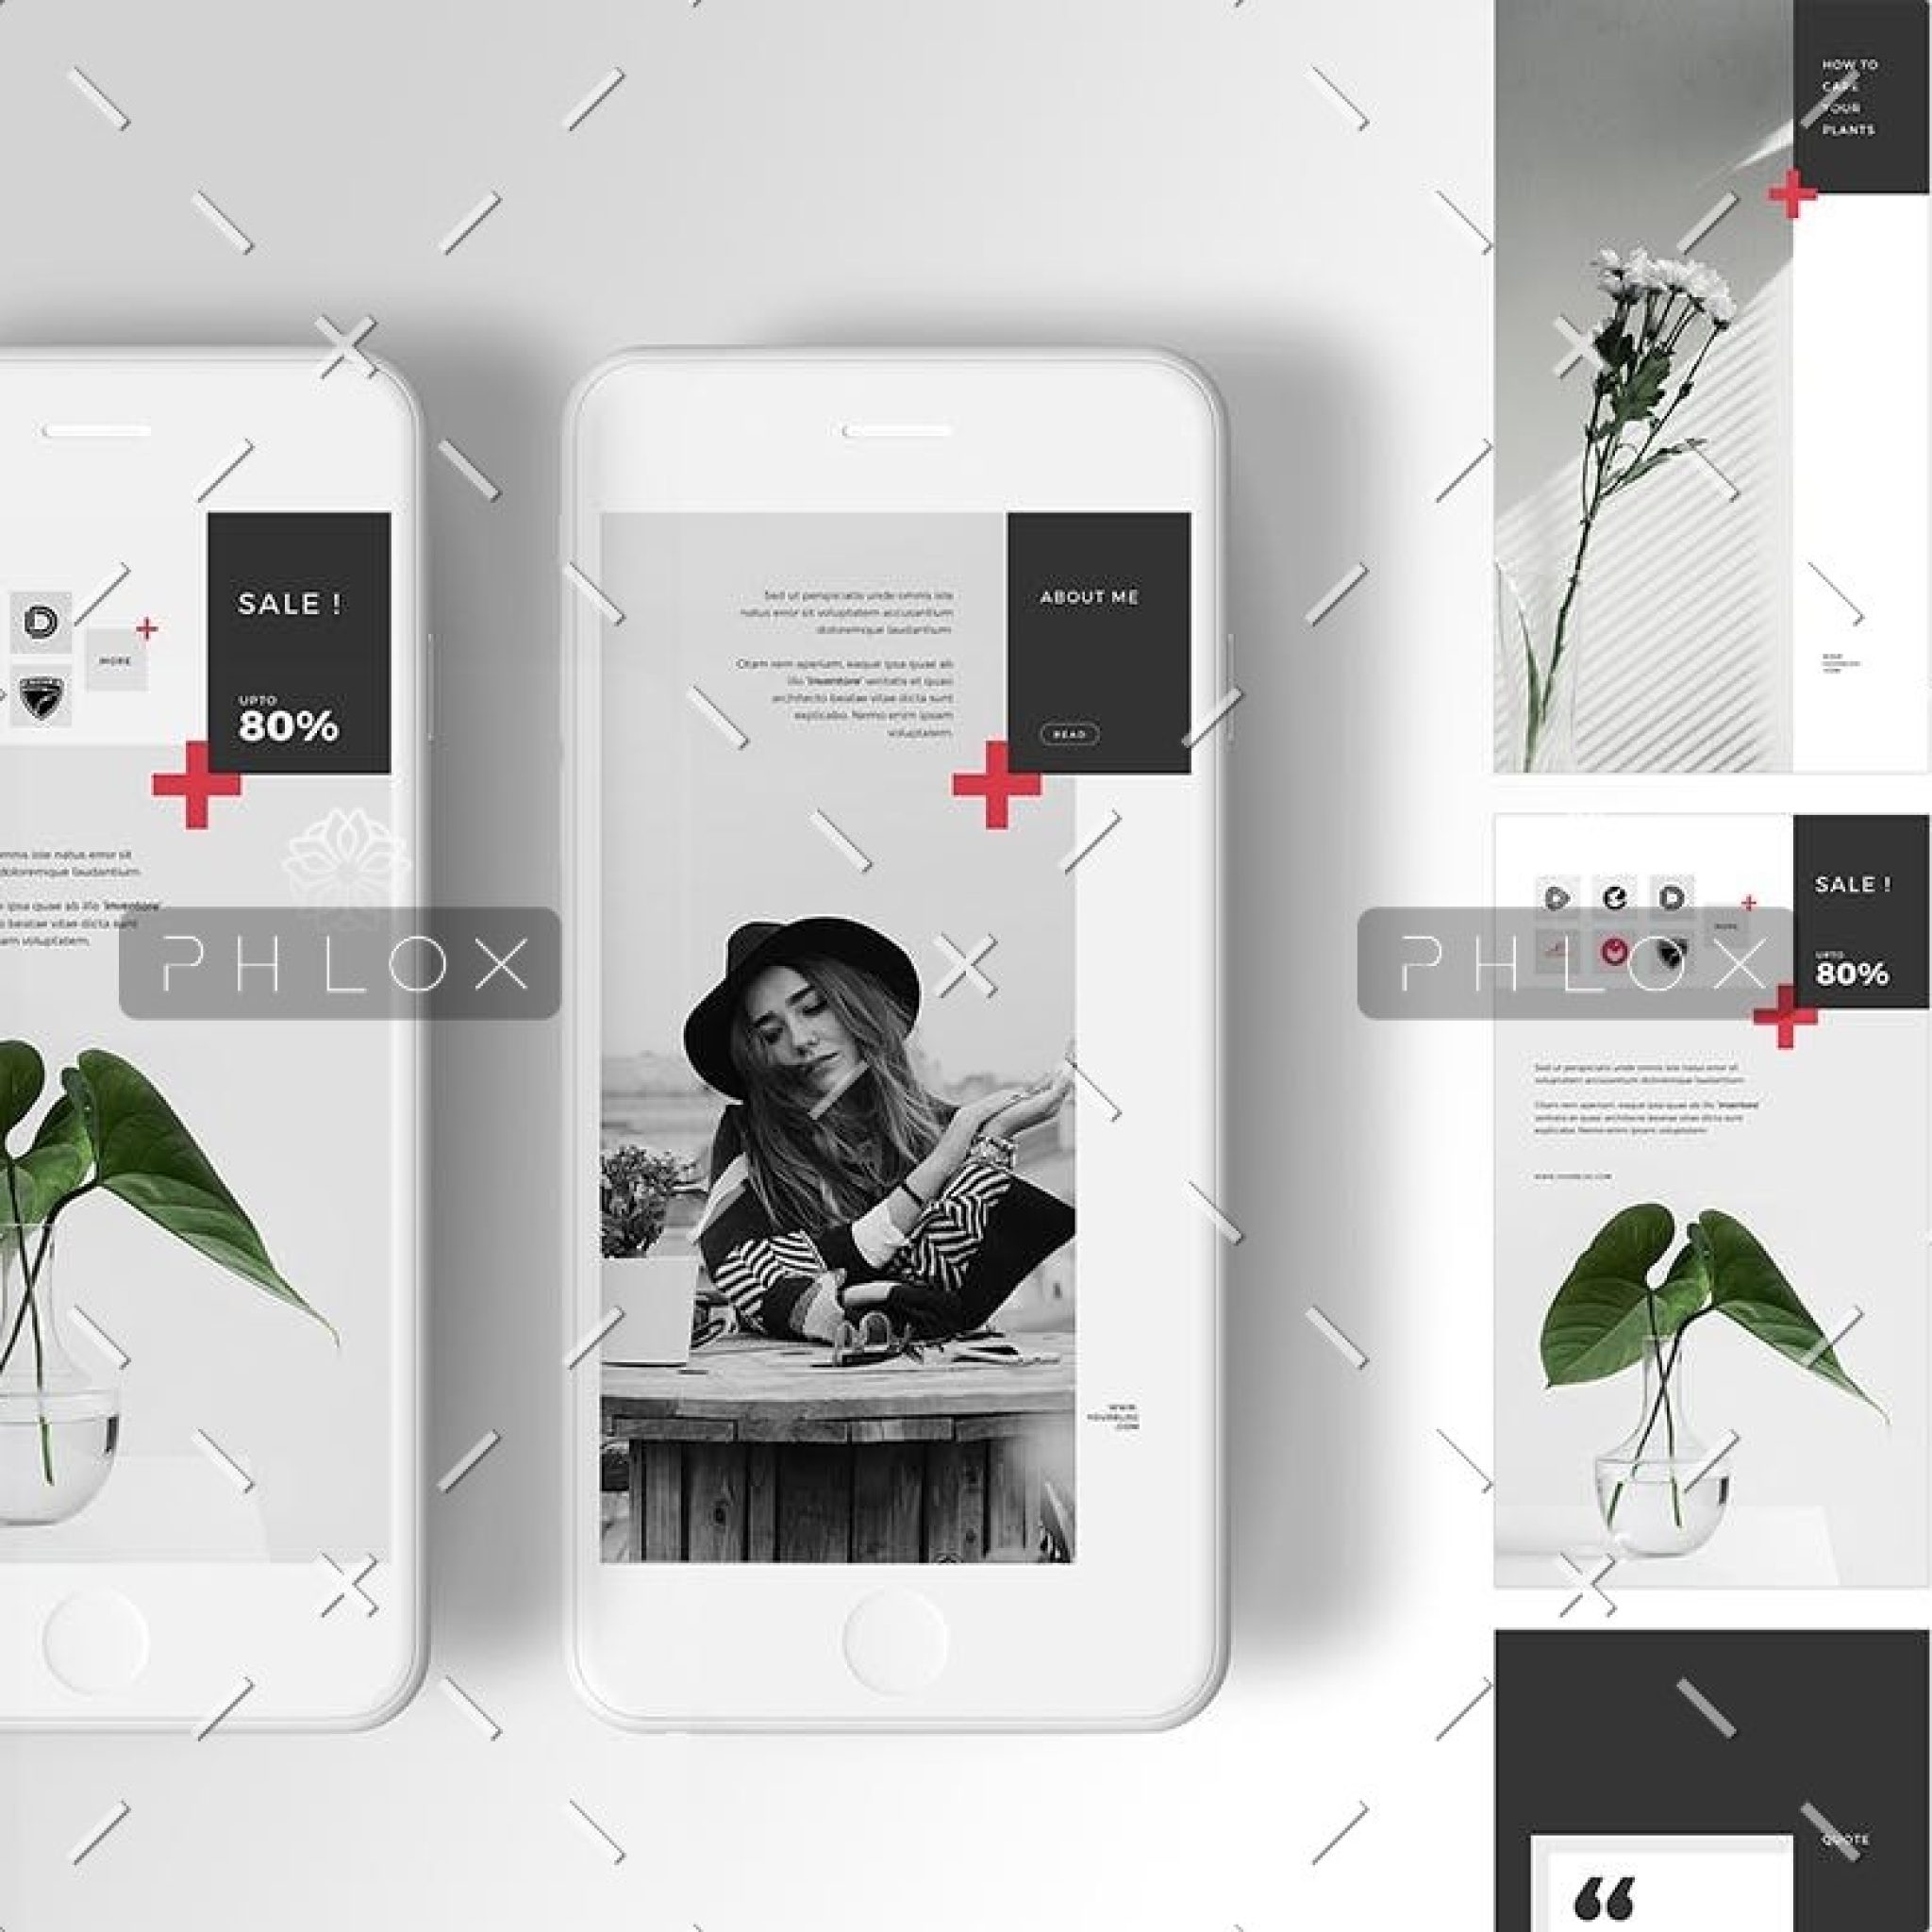 SALE !
UPTO
80%
MORE
omnis iste natus error sit
doloremque laudantium.
ipsa quae ab illo "inventore"
beatae vitae dicta sunt
voluptatem.
PHLOX
Sed ut perspiciatis unde omnis iste
natus error sit voluptatem accusantium
doloremque laudantium.
rem aperiam, eaque ipsa quae ab
illo "inventore" veritatis et quasi
architecto beatae vitae dicta sunt
explicabo. Nemo enim ipsam
voluptatem.
ABOUT ME
READ
WWW.
YOURBLOG
.COM
HOW TO
CARE
YOUR
PLANTS
SALE !
MORE
UPTO
80%
PHLOX
Sed ut perspiciatis unde omnis iste natus error sit
voluptatem accusantium doloremque laudantium.
rem aperiam, eaque ipsa quae ab illo "inventore"
veritatis et quasi architecto beatae vitae dicta sunt
explicabo. Nemo enim ipsam voluptatem.
WWW.YOURBLOG.COM
QUOTE
“